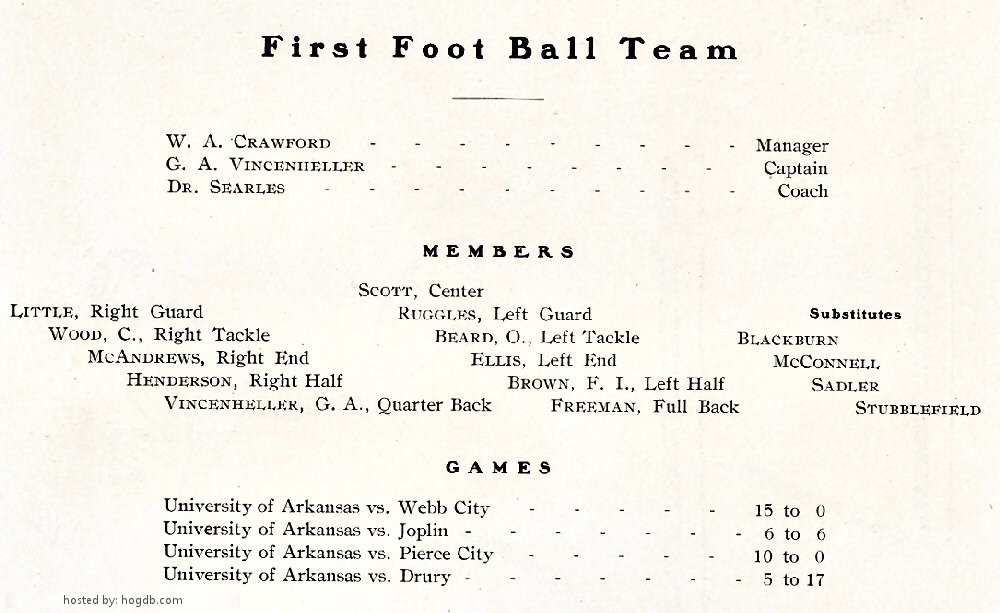 First Foot Ball Team
W. A. CRAWFORD - - - - - - - - - Manager
G. A. VINCENHELLER - - - - - - - - Captain
DR. SEARLES - - - - - - - - - - Coach
MEMBERS
SCOTT, Center
LITTLE, Right Guard RUGGLES, Left Guard Substitutes
WOOD, C., Right Tackle BEARD, O., Left Tackle BLACKBURN
MCANDREWS, Right End ELLIS, Left End MCCONNELL
HENDERSON, Right Half BROWN, F. I., Left Half SADLER
VINCENHELLER, G. A., Quarter Back FREEMAN, Full Back STUBBLEFIELD
GAMES
University of Arkansas vs. Webb City - - - - - 15 to 0
University of Arkansas vs. Joplin - - - - - - - 6 to 6
University of Arkansas vs. Pierce City - - - - - 10 to 0
University of Arkansas vs. Drury - - - - - - - 5 to 17
hosted by: hogdb.com